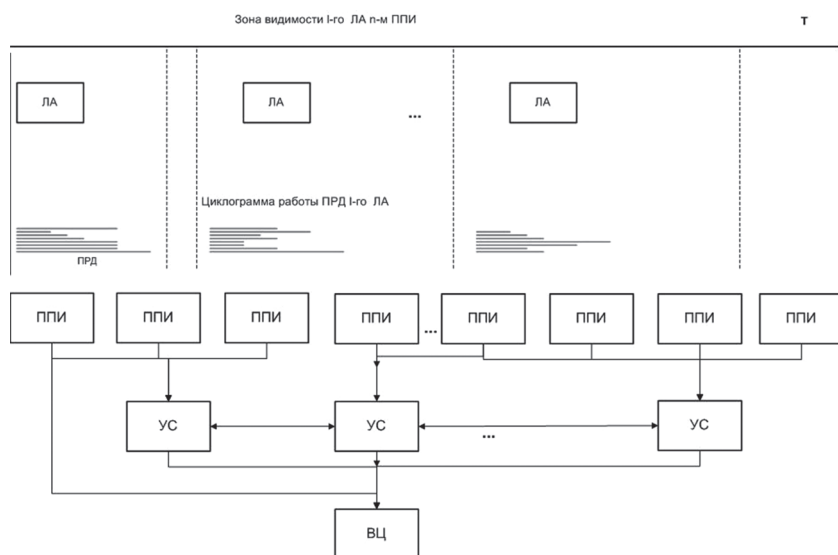 Зона видимости I-го ЛА n-м ППИ
Т
ЛА
ЛА
...
ЛА
Циклограмма работы ПРД I-го ЛА
ПРД
ППИ
ППИ
ППИ
ППИ
...
ППИ
ППИ
ППИ
ППИ
УС
УС
...
УС
ВЦ